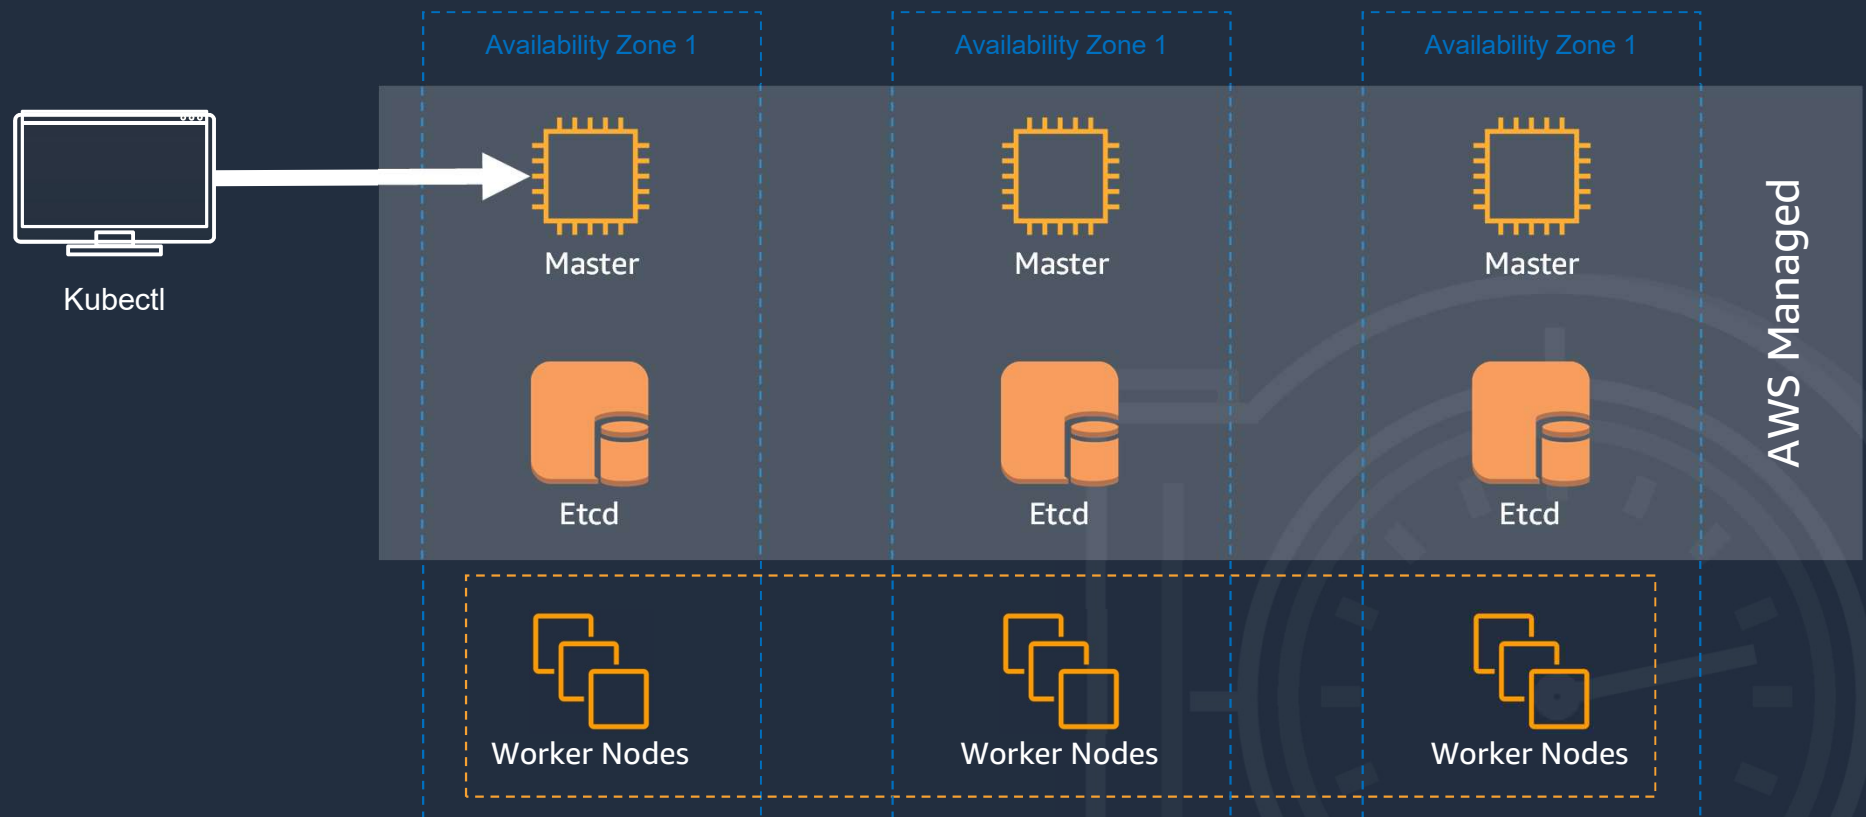 Availability Zone 1
Availability Zone 1
Availability Zone 1
Kubectl
Master
Master
Master
AWS Managed
Etcd
Etcd
Etcd
Worker Nodes
Worker Nodes
Worker Nodes